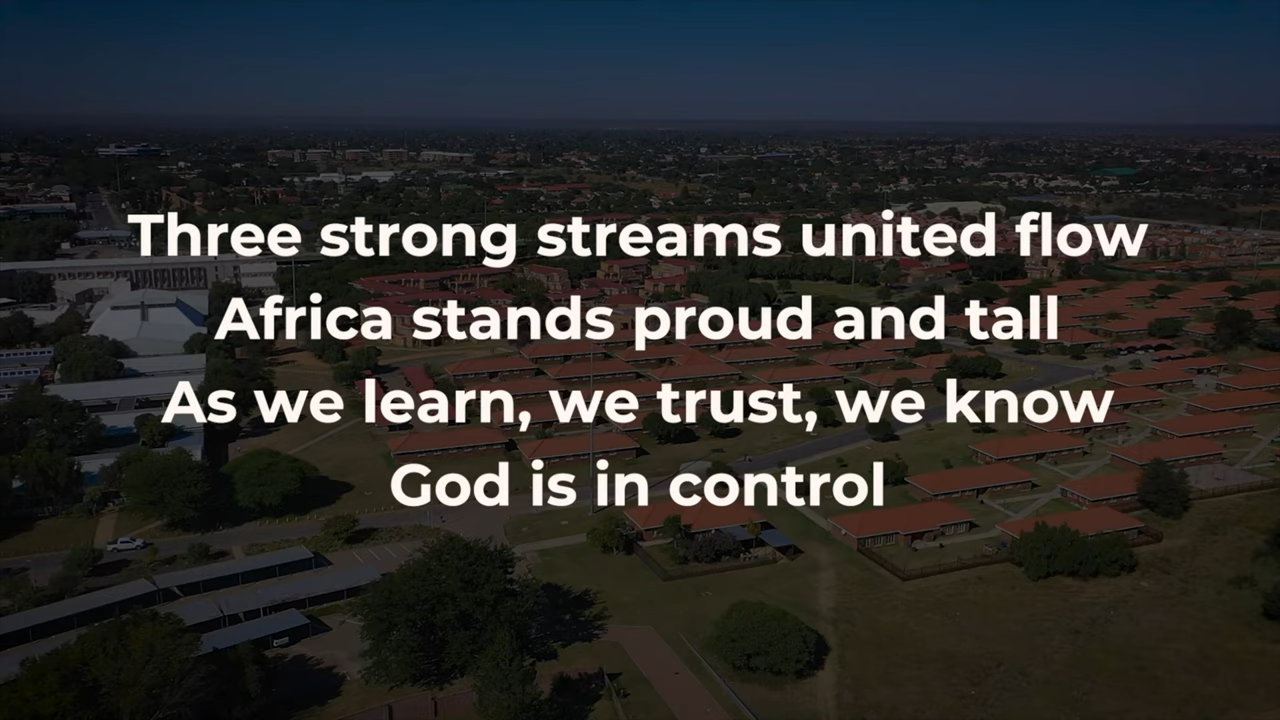 Three strong streams united flow
Africa stands proud and tall
As we learn, we trust, we know
God is in control